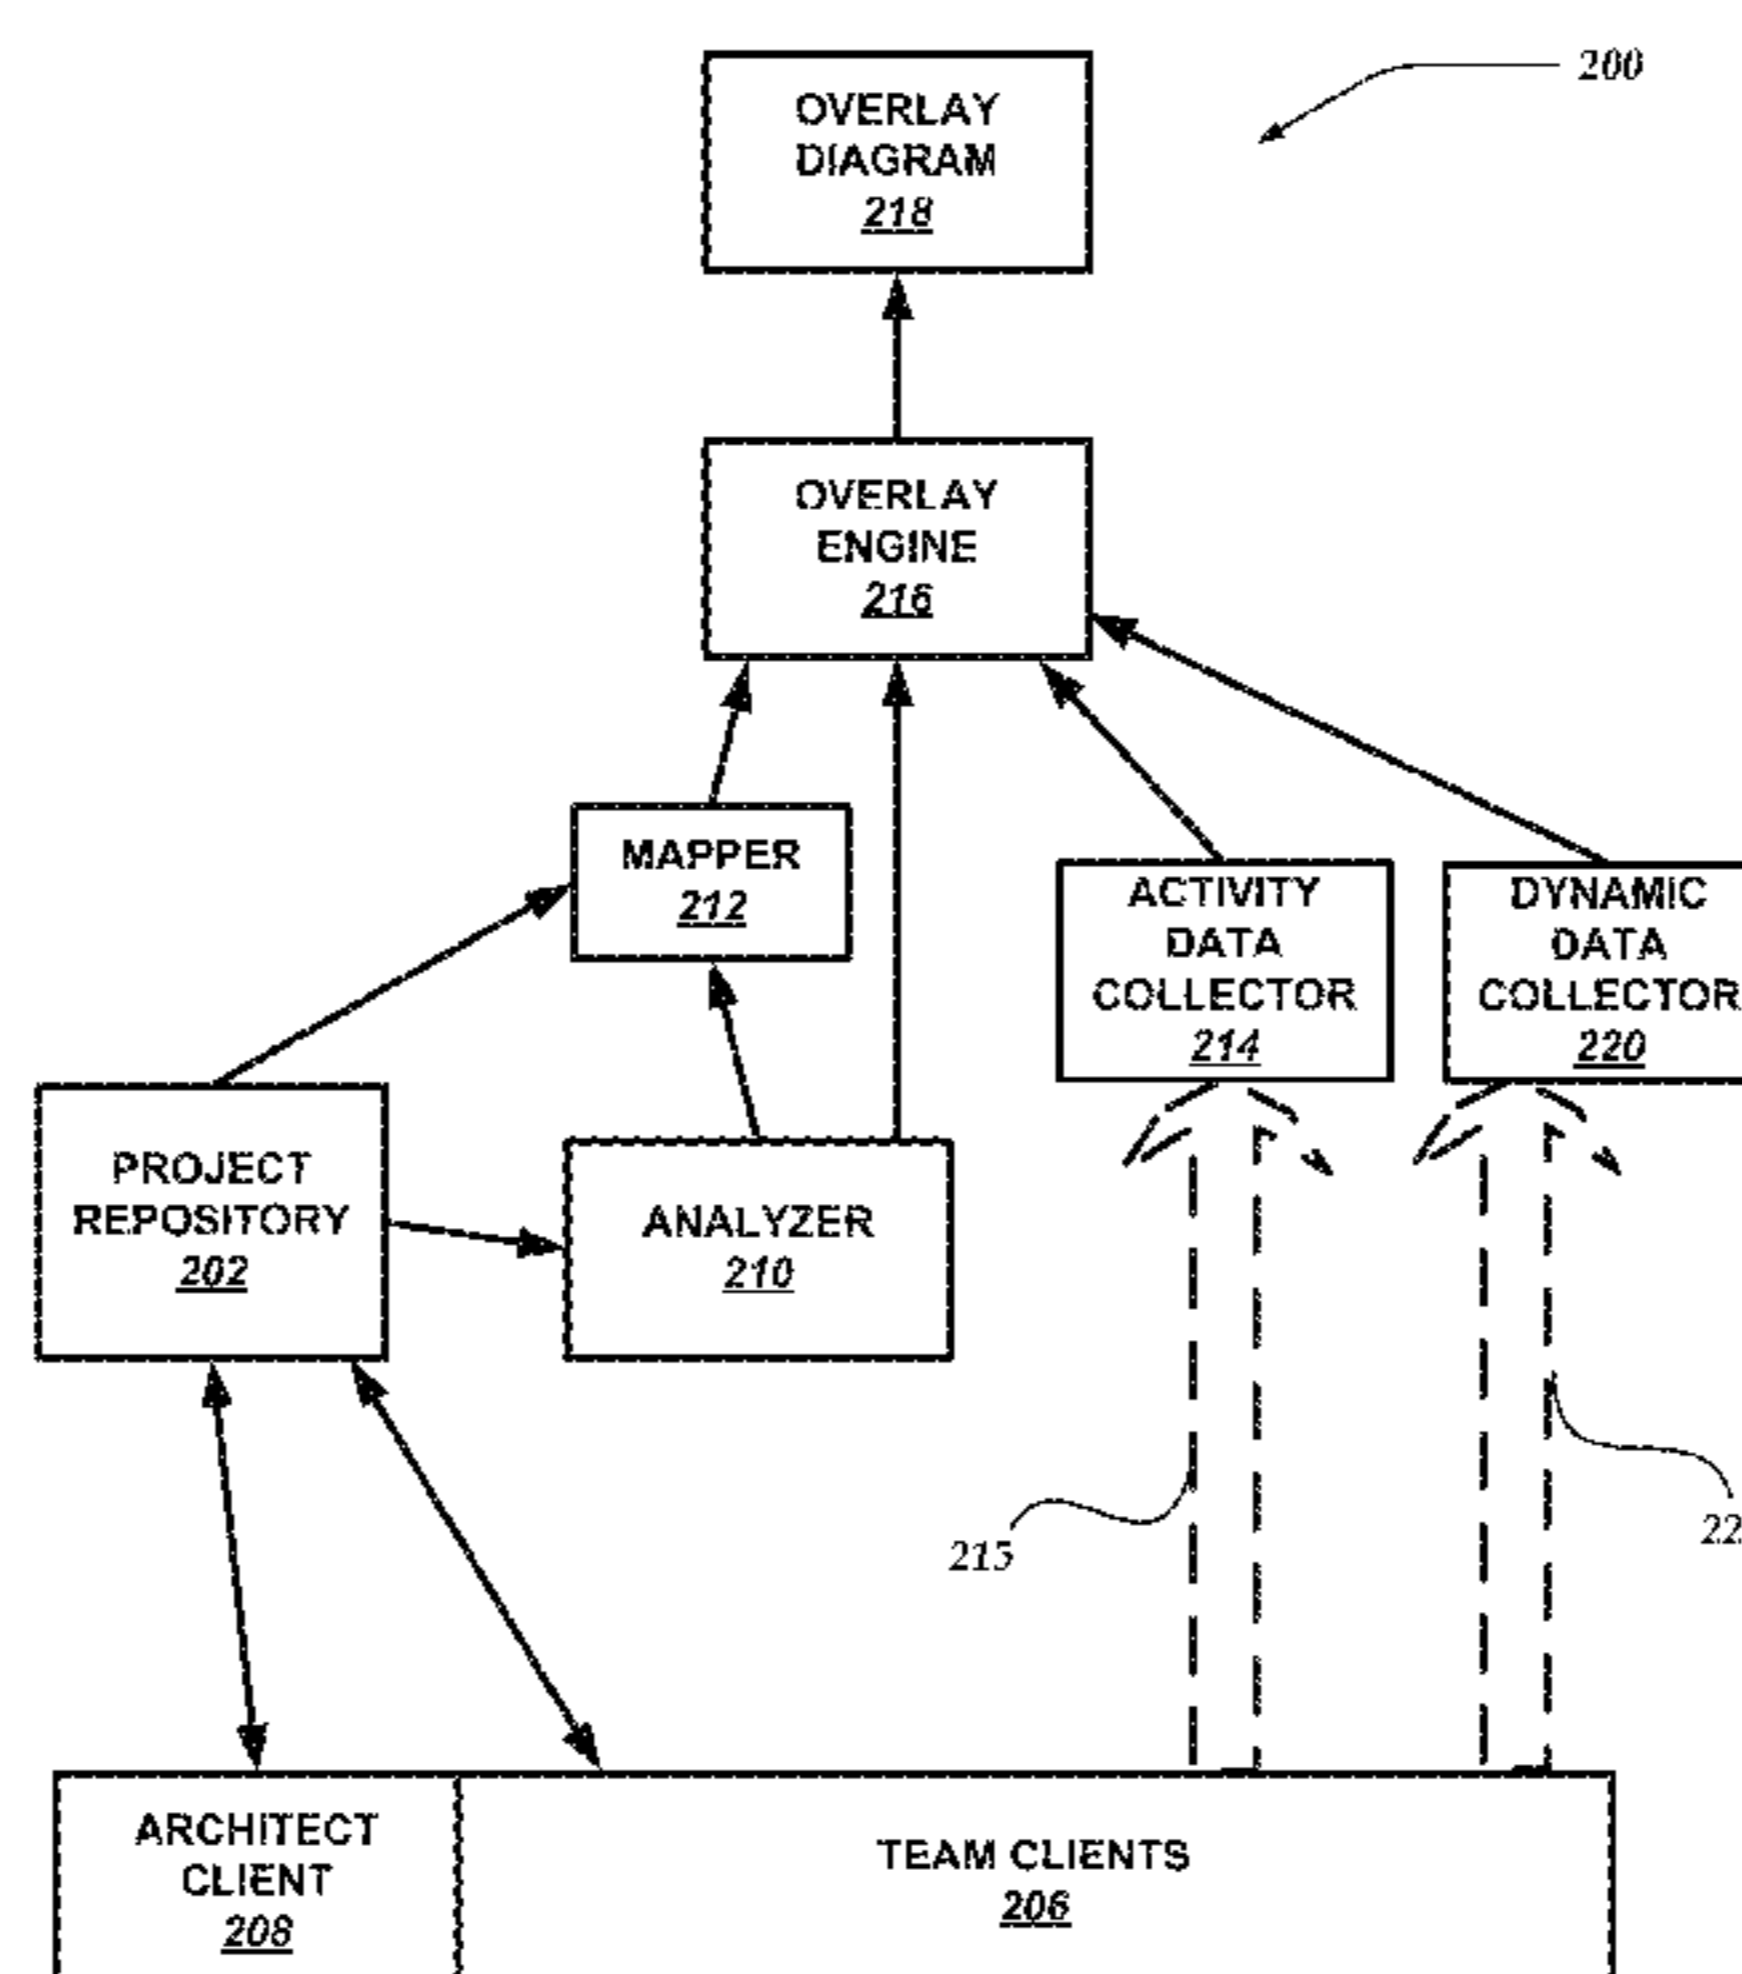 200
OVERLAY
DIAGRAM
218
OVERLAY
ENGINE
216
MAPPER
212
ACTIVITY
DATA
COLLECTOR
214
DYNAMIC
DATA
COLLECTOR
220
PROJECT
REPOSITORY
202
ANALYZER
210
215
22
ARCHITECT
CLIENT
208
TEAM CLIENTS
206